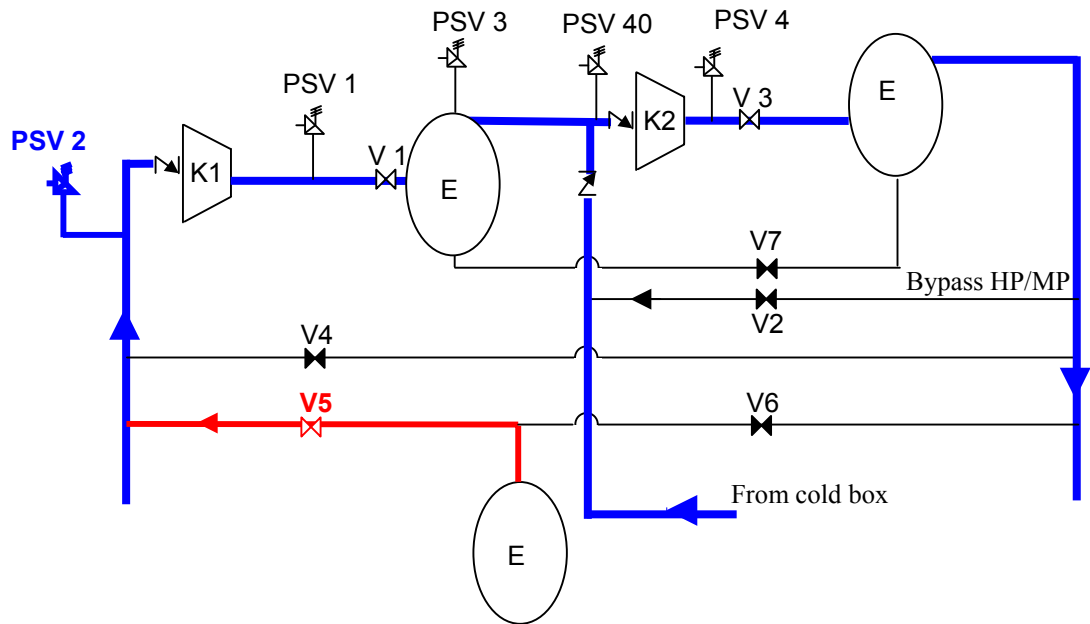 PSV 3
PSV 40
PSV 4
PSV 1
PSV 2
K1
V 1
E
K2
V 3
E
V7
Bypass HP/MP
V2
V4
V5
V6
From cold box
E